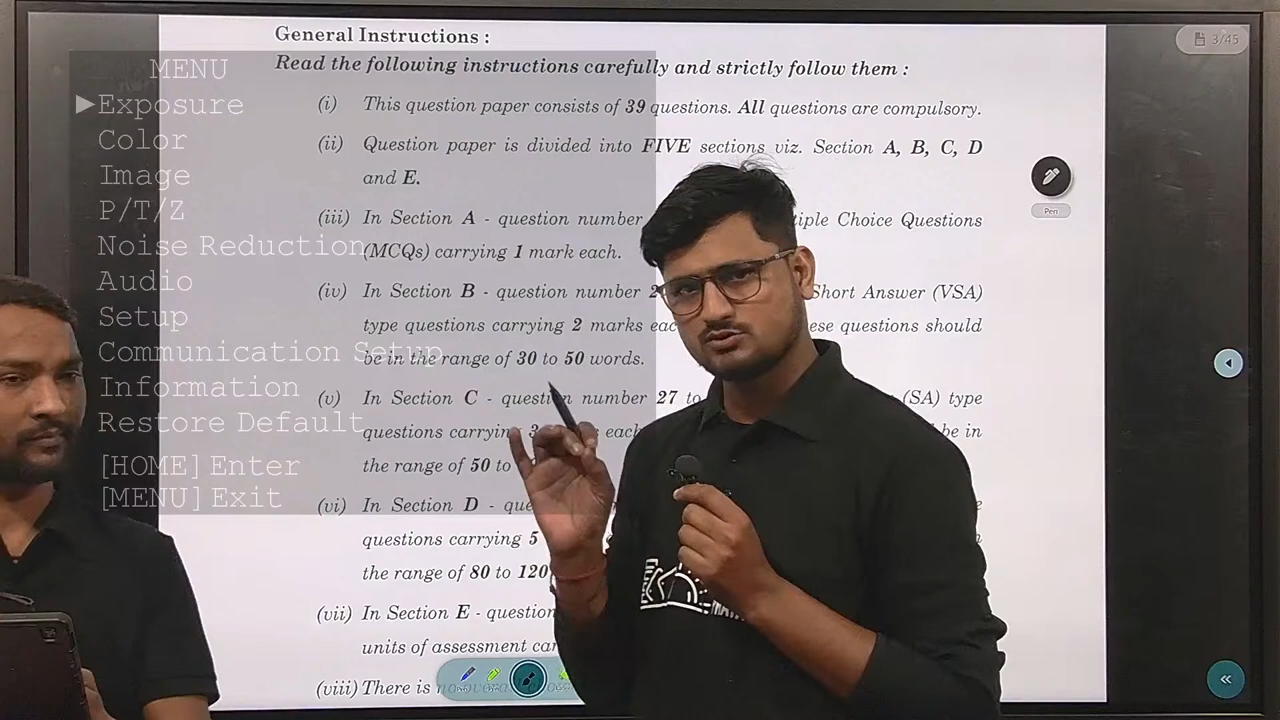 General Instructions :
Read the following instructions carefully and strictly follow them :
(i) This question paper consists of 39 questions. All questions are compulsory.
(ii) Question paper is divided into FIVE sections viz. Section A, B, C, D
and E.
(iii) In Section A - question number Choice Questions
(MCQs) carrying 1 mark each.
(iv) In Section B - question number Short Answer (VSA)
type questions carrying 2 marks questions should
be in the range of 30 to 50 words.
(v) In Section C - question number 27 to (SA) type
questions carrying each be in
the range of 50 to
(vi) In Section D -
questions carrying 5
the range of 80 to 120
(vii) In Section E - question
units of assessment
(viii) There is
MENU
▶Exposure
Color
Image
P/T/Z
Noise Reduction
Audio
Setup
Communication Setup
Information
Restore Default
[HOME] Enter
[MENU] Exit
3/45
Pen